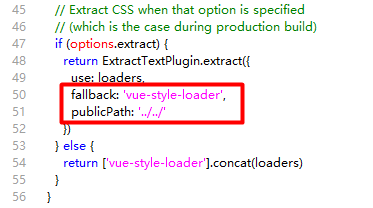 45 // Extract CSS when that option is specified
46 // (which is the case during production build)
47 if (options.extract) {
48 return ExtractTextPlugin.extract({
49 use: loaders,
50 fallback: 'vue-style-loader',
51 publicPath: '../../'
52 })
53 } else {
54 return ['vue-style-loader'].concat(loaders)
55 }
56 }